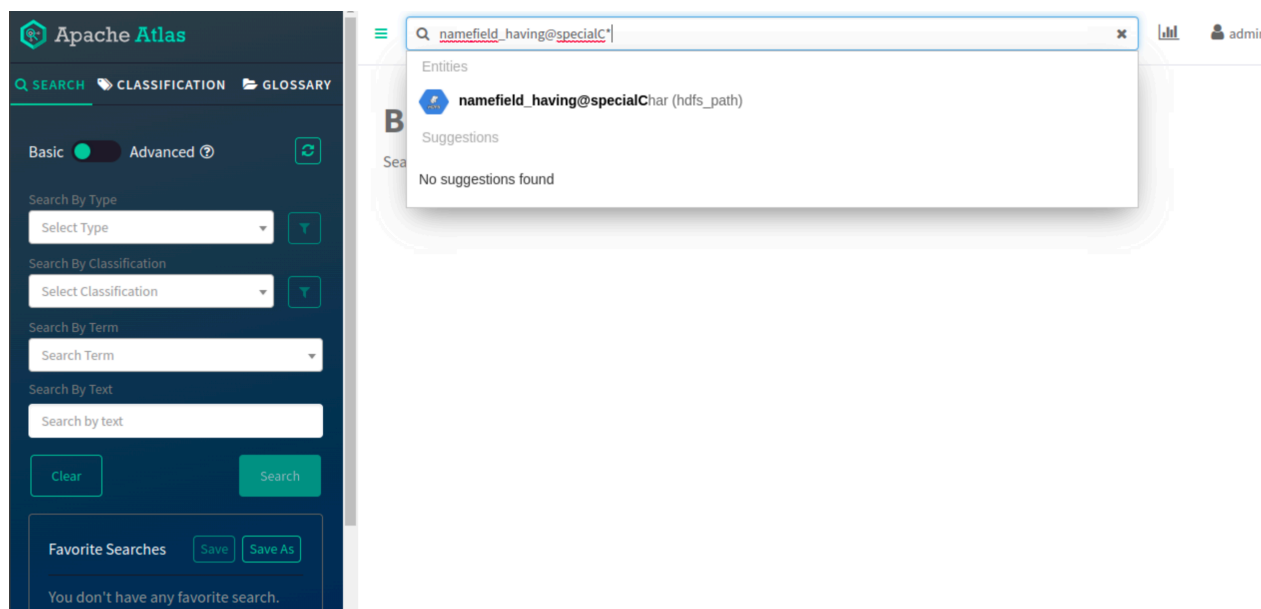 Apache Atlas
SEARCH CLASSIFICATION GLOSSARY
Basic Advanced
Search By Type
Select Type
Search By Classification
Select Classification
Search By Term
Search Term
Search By Text
Search by text
Clear Search
Favorite Searches Save Save As
You don't have any favorite search.
namefield_having@specialC*
admi
Entities
namefield_having@specialChar (hdfs_path)
Suggestions
No suggestions found
B
Sea